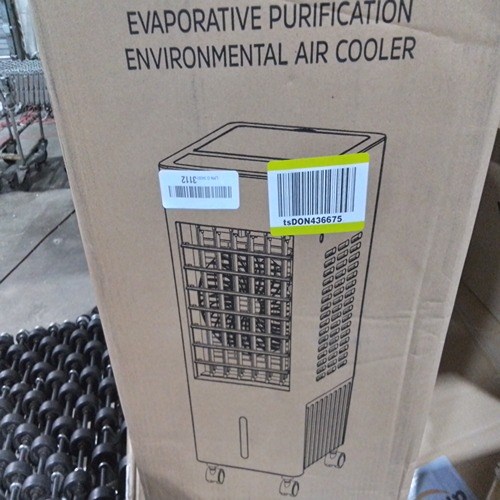 EVAPORATIVE PURIFICATION
ENVIRONMENTAL AIR COOLER
3112
tsDON436675